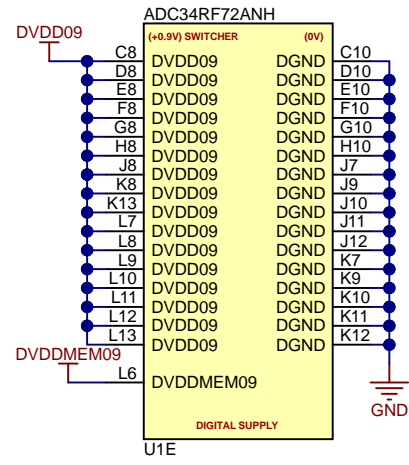 ADC34RF72ANH
DVDD09
(+0.9V) SWITCHER (0V)
C8 DVDD09 DGND C10
D8 DVDD09 DGND D10
E8 DVDD09 DGND E10
F8 DVDD09 DGND F10
G8 DVDD09 DGND G10
H8 DVDD09 DGND H10
J8 DVDD09 DGND J7
K8 DVDD09 DGND J9
K13 DVDD09 DGND J10
L7 DVDD09 DGND J11
L8 DVDD09 DGND J12
L9 DVDD09 DGND K7
L10 DVDD09 DGND K9
L11 DVDD09 DGND K10
L12 DVDD09 DGND K11
L13 DVDD09 DGND K12
DVDDMEM09
L6 DVDDMEM09
GND
DIGITAL SUPPLY
U1E